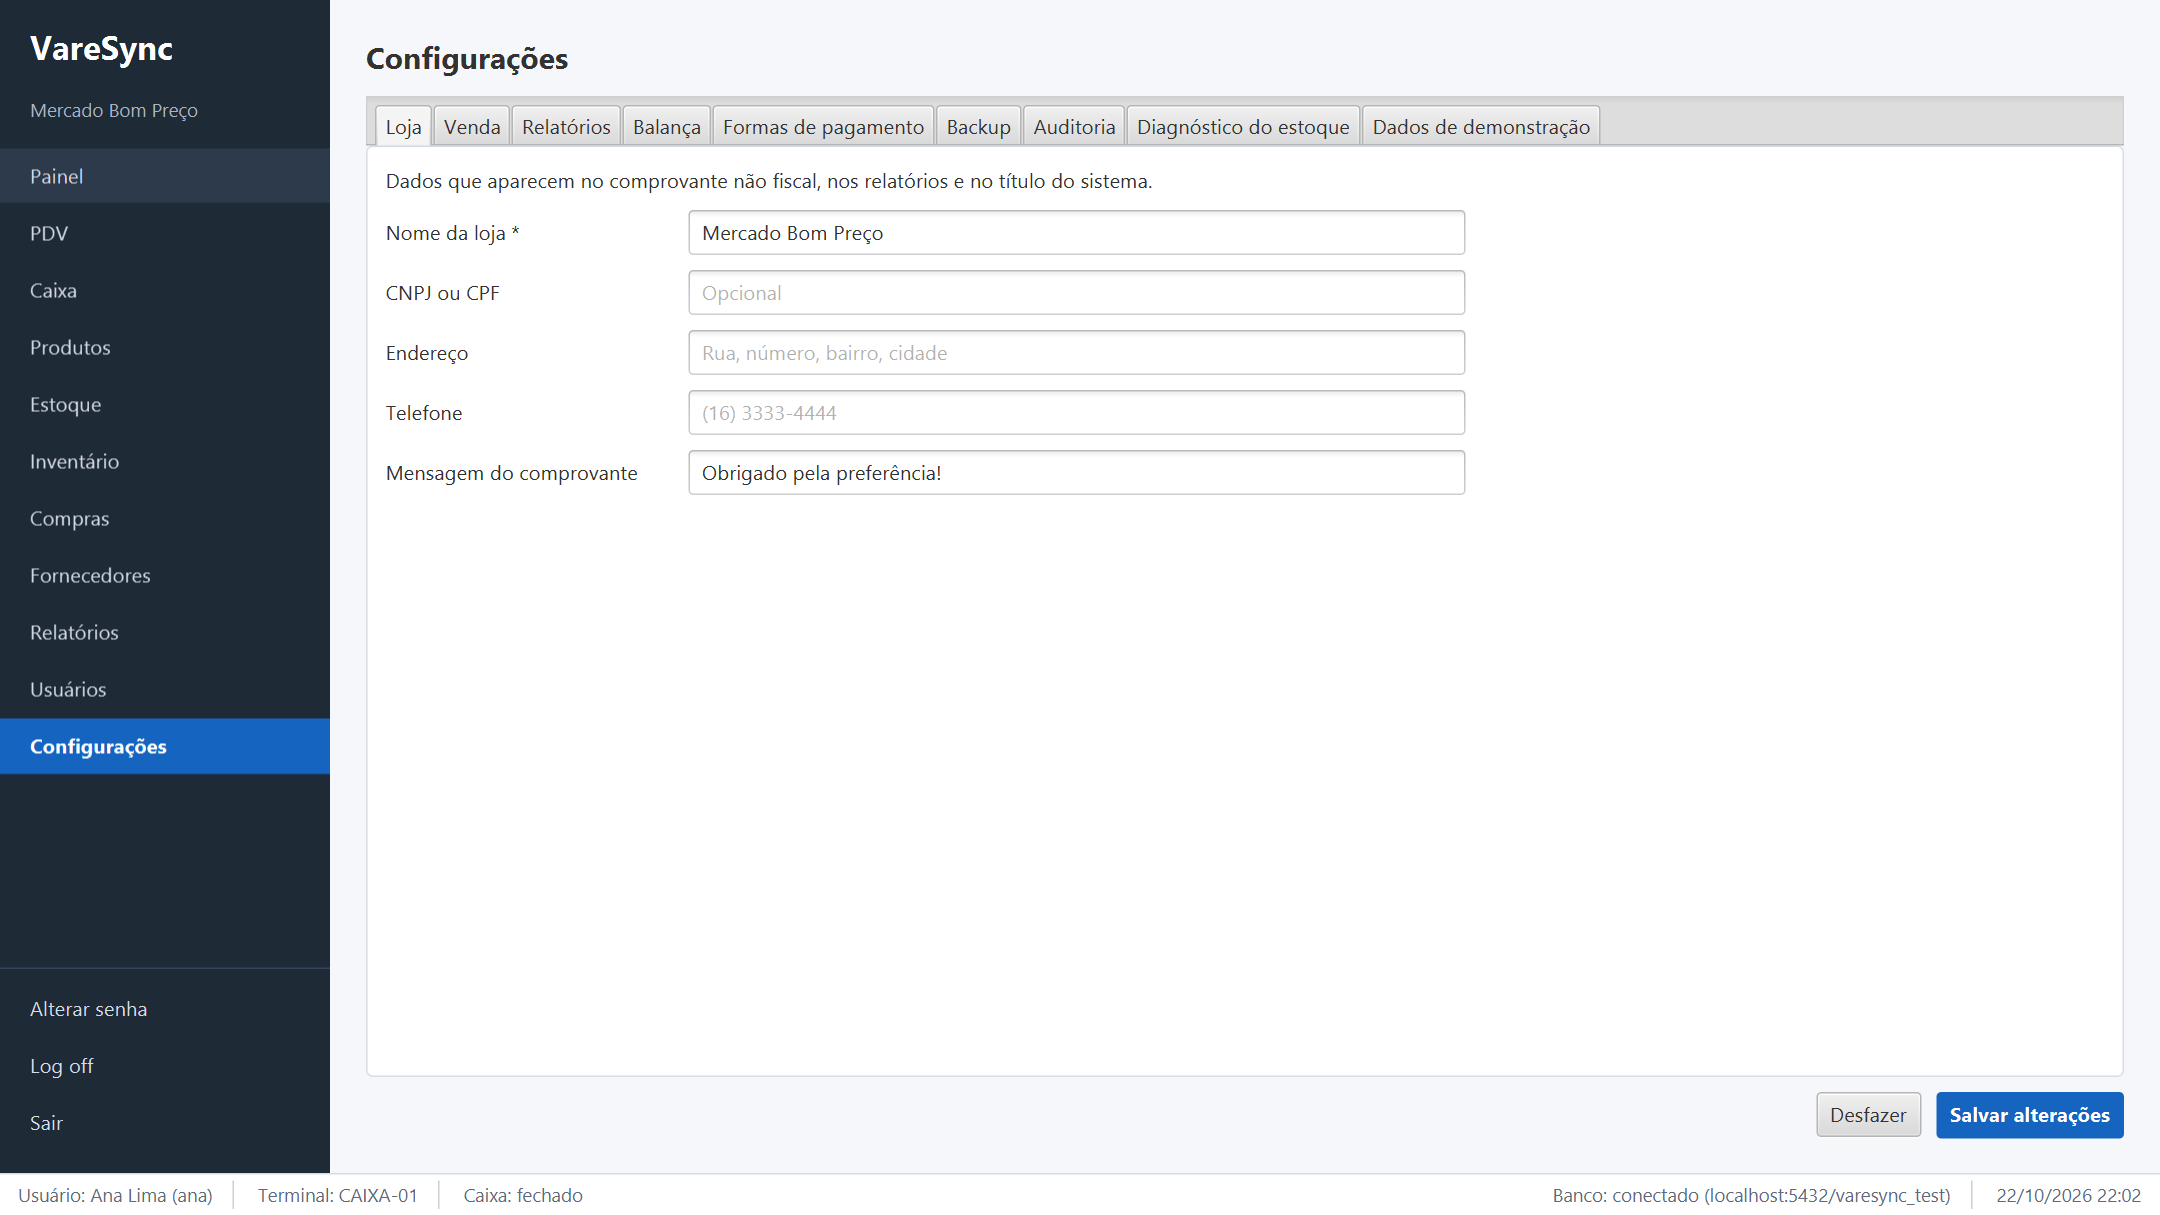 VareSync
Mercado Bom Preço
Painel
PDV
Caixa
Produtos
Estoque
Inventário
Compras
Fornecedores
Relatórios
Usuários
Configurações
Alterar senha
Log off
Sair
Configurações
Loja Venda Relatórios Balança Formas de pagamento Backup Auditoria Diagnóstico do estoque Dados de demonstração
Dados que aparecem no comprovante não fiscal, nos relatórios e no título do sistema.
Nome da loja * Mercado Bom Preço
CNPJ ou CPF Opcional
Endereço Rua, número, bairro, cidade
Telefone (16) 3333-4444
Mensagem do comprovante Obrigado pela preferência!
Desfazer Salvar alterações
Usuário: Ana Lima (ana) Terminal: CAIXA-01 Caixa: fechado Banco: conectado (localhost:5432/varesync_test) 22/10/2026 22:02